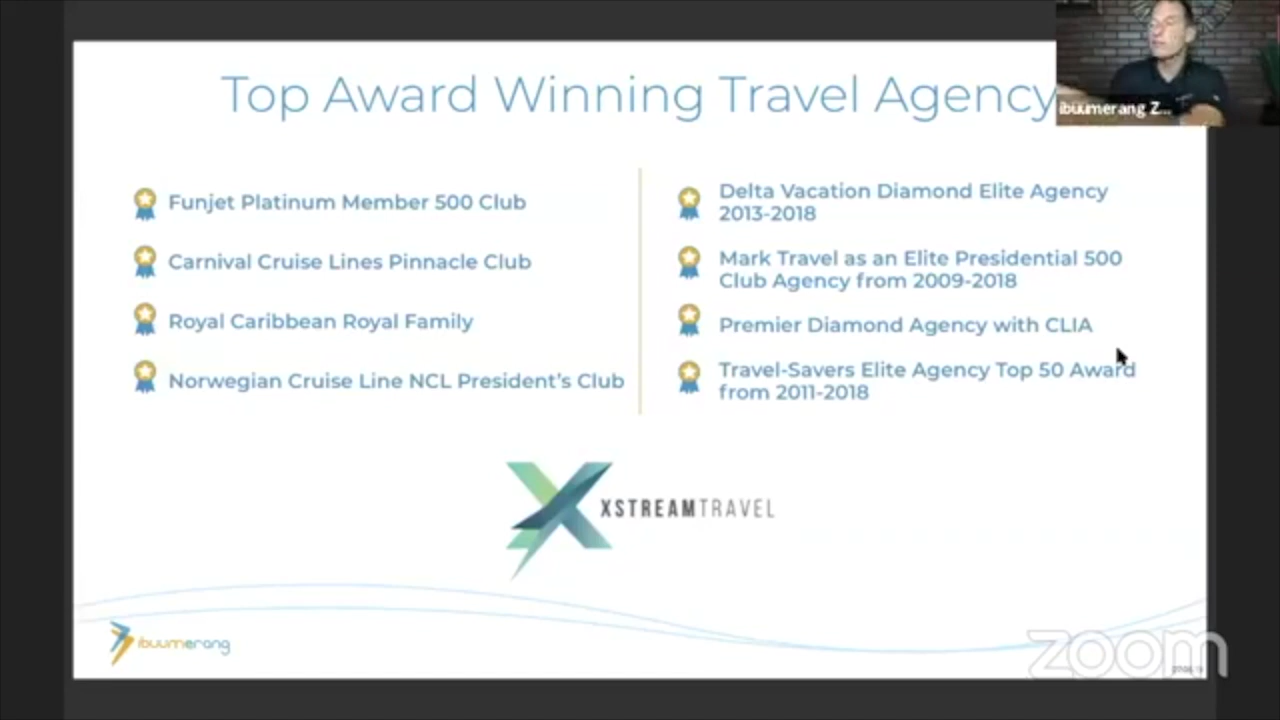 Top Award Winning Travel Agency
ibuumerang Z...
Funjet Platinum Member 500 Club
Carnival Cruise Lines Pinnacle Club
Royal Caribbean Royal Family
Norwegian Cruise Line NCL President's Club
Delta Vacation Diamond Elite Agency
2013-2018
Mark Travel as an Elite Presidential 500
Club Agency from 2009-2018
Premier Diamond Agency with CLIA
Travel-Savers Elite Agency Top 50 Award
from 2011-2018
XSTREAMTRAVEL
ibuumerang
zoom